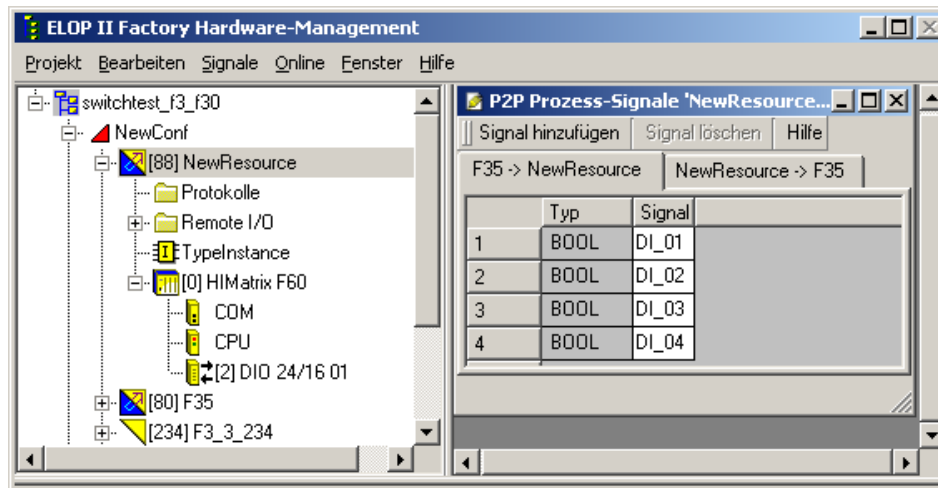 ELOP II Factory Hardware-Management
Projekt Bearbeiten Signale Online Fenster Hilfe
switchtest_f3_f30
NewConf
[88] NewResource
Protokolle
Remote I/O
TypeInstance
[0] HIMatrix F60
COM
CPU
[2] DIO 24/16 01
[80] F35
[234] F3_3_234
P2P Prozess-Signale 'NewResource...
Signal hinzufügen Signal löschen Hilfe
F35 -> NewResource NewResource -> F35
Typ Signal
1 BOOL DI_01
2 BOOL DI_02
3 BOOL DI_03
4 BOOL DI_04